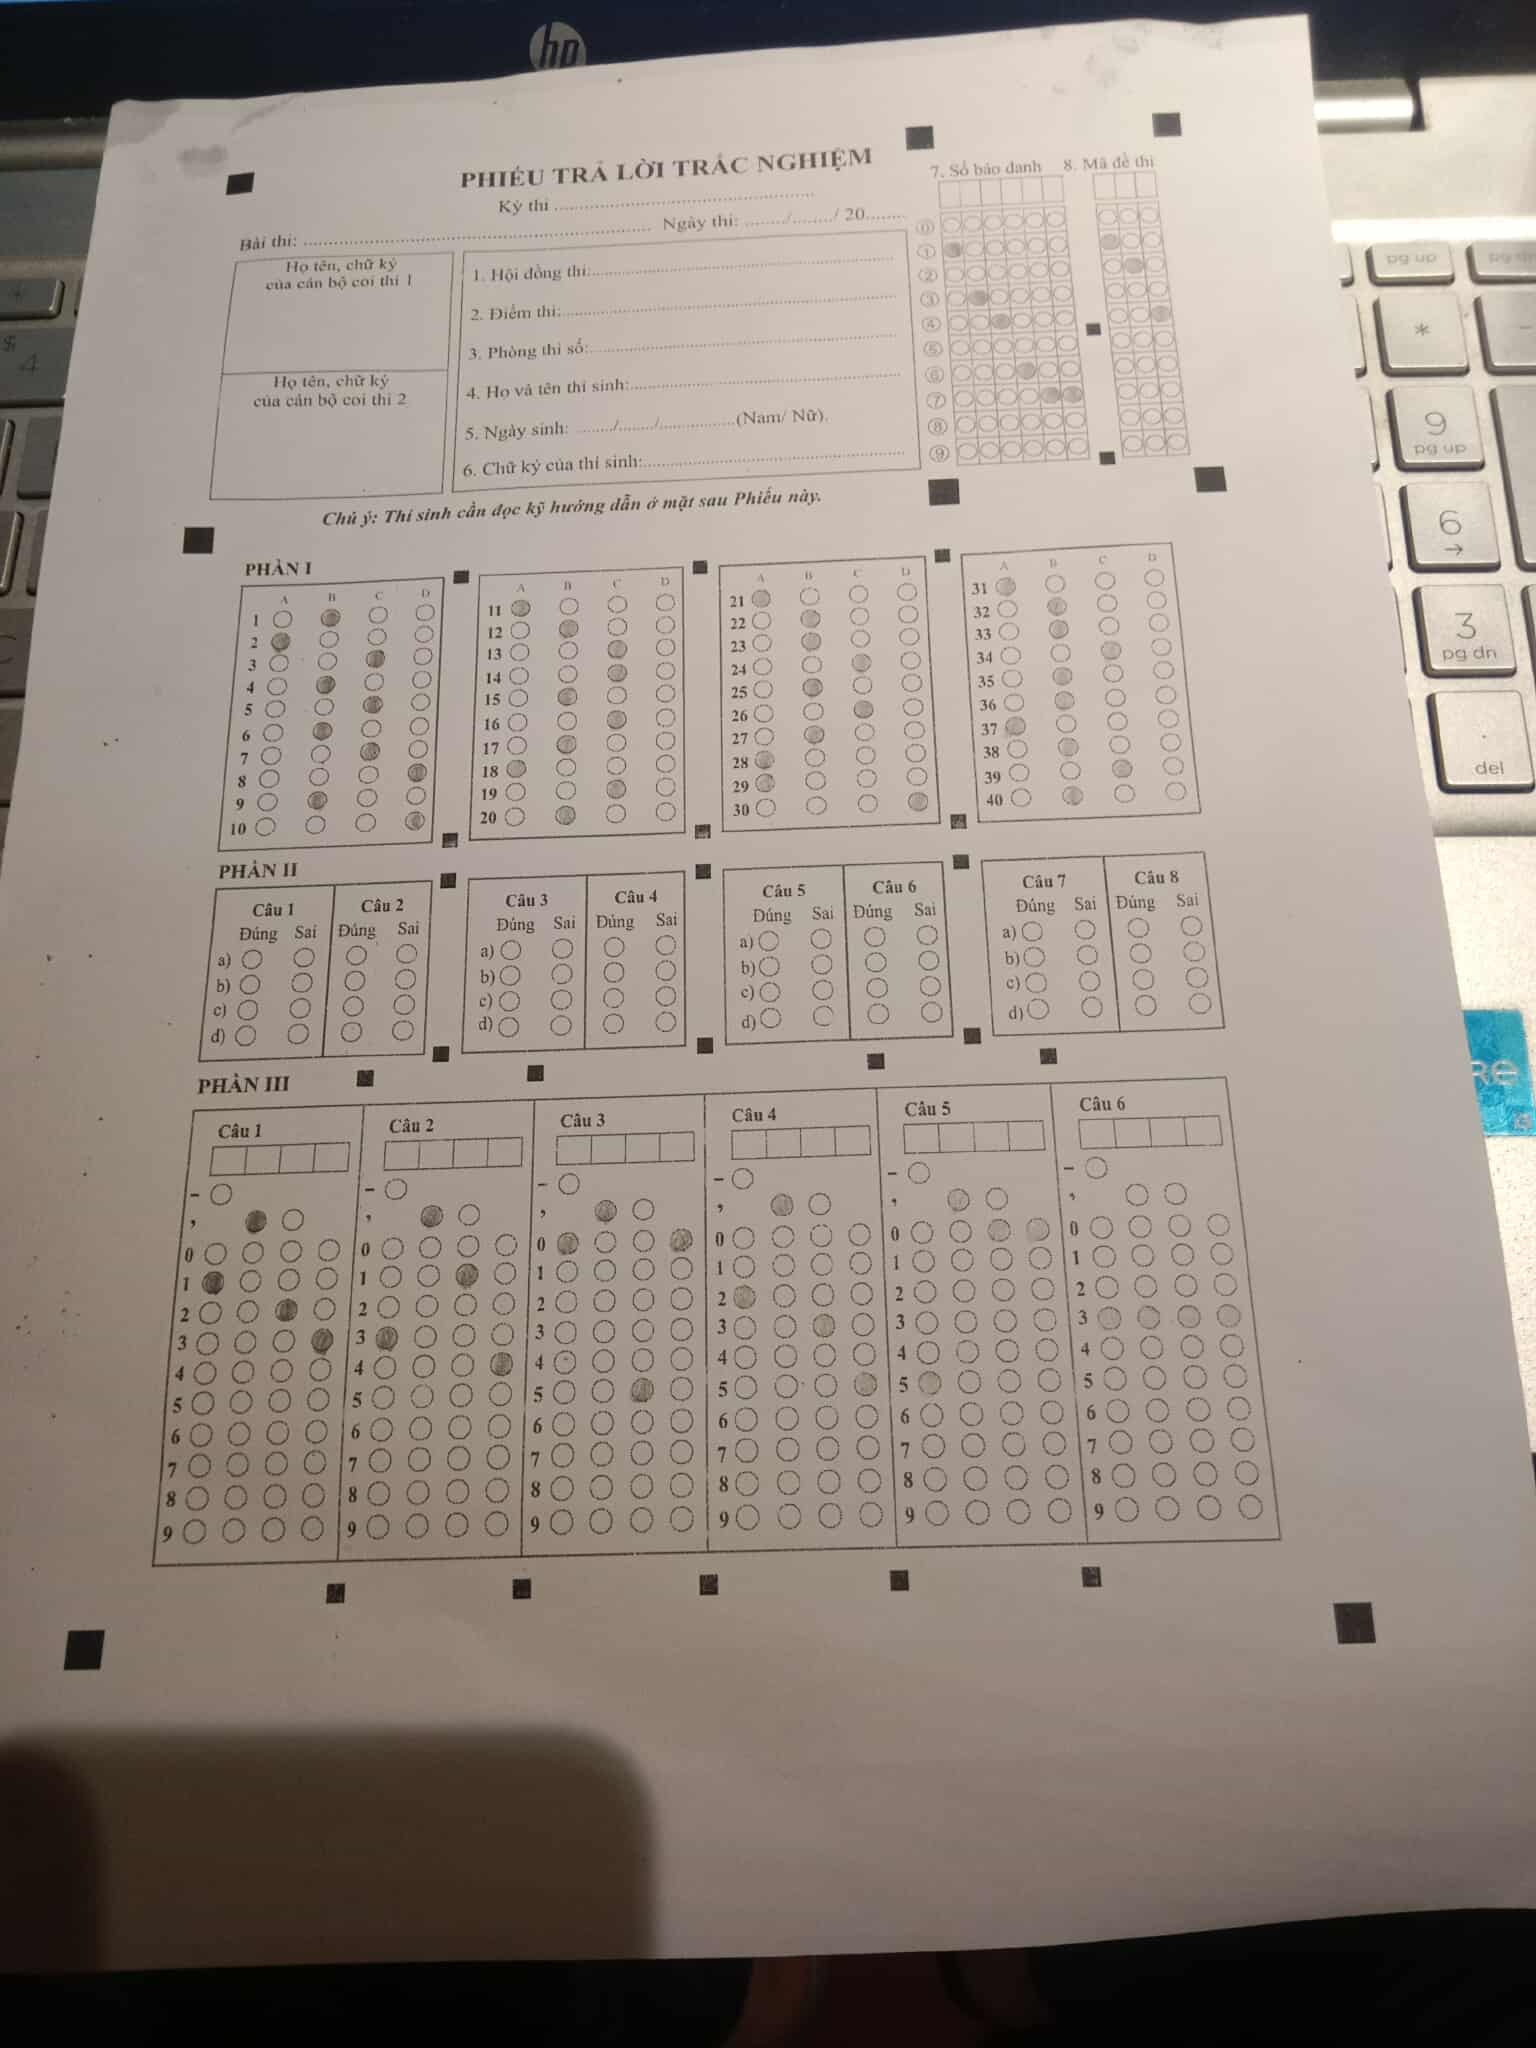 hp
PHIẾU TRẢ LỜI TRẮC NGHIỆM
Kỳ thi
Bài thi: Ngày thi: ......../......../ 20........
7. Số báo danh 8. Mã đề thi
Họ tên, chữ ký
của cán bộ coi thi 1
Họ tên, chữ ký
của cán bộ coi thi 2
1. Hội đồng thi:
2. Điểm thi:
3. Phòng thi số:
4. Họ và tên thí sinh:
5. Ngày sinh: ......../......../................(Nam/ Nữ).
6. Chữ ký của thí sinh:
0
1
2
3
4
5
6
7
8
9
Chú ý: Thí sinh cần đọc kỹ hướng dẫn ở mặt sau Phiếu này.
PHẦN I
A B C D
1
2
3
4
5
6
7
8
9
10
A B C D
11
12
13
14
15
16
17
18
19
20
A B C D
21
22
23
24
25
26
27
28
29
30
A B C D
31
32
33
34
35
36
37
38
39
40
PHẦN II
Câu 1 Câu 2
Đúng Sai Đúng Sai
a)
b)
c)
d)
Câu 3 Câu 4
Đúng Sai Đúng Sai
a)
b)
c)
d)
Câu 5 Câu 6
Đúng Sai Đúng Sai
a)
b)
c)
d)
Câu 7 Câu 8
Đúng Sai Đúng Sai
a)
b)
c)
d)
PHẦN III
Câu 1
-
,
0
1
2
3
4
5
6
7
8
9
Câu 2
-
,
0
1
2
3
4
5
6
7
8
9
Câu 3
-
,
0
1
2
3
4
5
6
7
8
9
Câu 4
-
,
0
1
2
3
4
5
6
7
8
9
Câu 5
-
,
0
1
2
3
4
5
6
7
8
9
Câu 6
-
,
0
1
2
3
4
5
6
7
8
9
$
4
*
pg up
*
9
pg up
6
→
3
pg dn
.
del